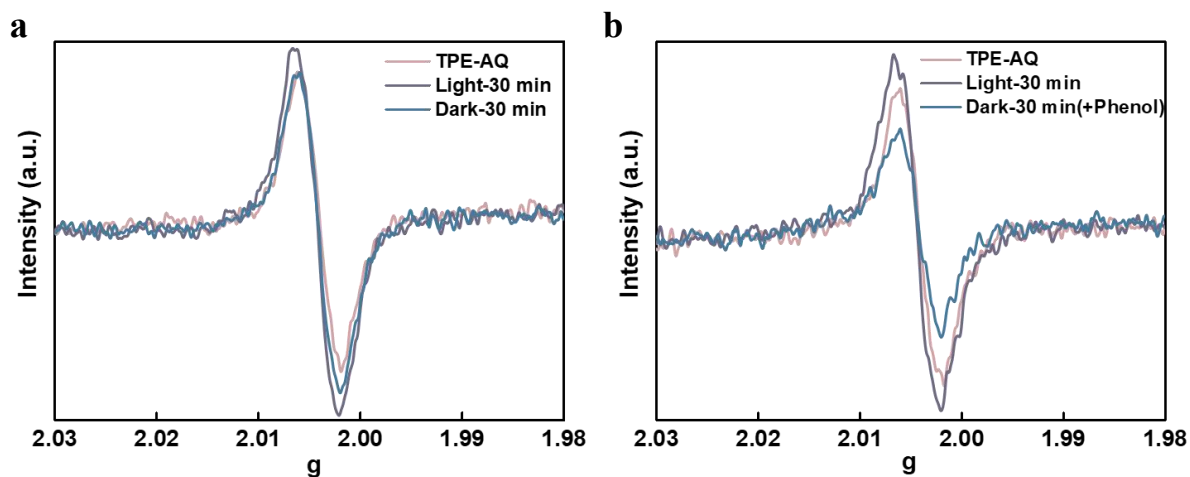 a
TPE-AQ
Light-30 min
Dark-30 min
Intensity (a.u.)
2.03 2.02 2.01 2.00 1.99 1.98
g
b
TPE-AQ
Light-30 min
Dark-30 min(+Phenol)
Intensity (a.u.)
2.03 2.02 2.01 2.00 1.99 1.98
g